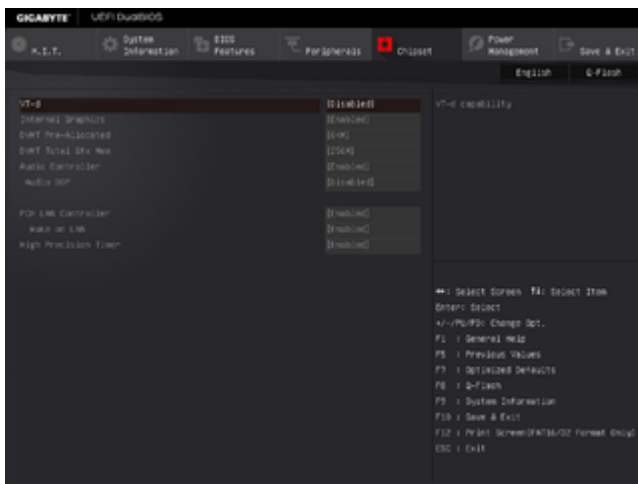 GIGABYTE UEFI DualBIOS
M.I.T. System Information BIOS Features Peripherals Chipset Power Management Save & Exit
English Q-Flash
VT-d [Disabled] VT-d capability
Internal Graphics [Enabled]
DVMT Pre-Allocated [64M]
DVMT Total Gfx Mem [256M]
Audio Controller [Enabled]
Audio DSP [Disabled]
PCH LAN Controller [Enabled]
Wake on LAN [Enabled]
High Precision Timer [Enabled]
: Select Screen : Select Item
Enter: Select
+/-/PU/PD: Change Opt.
F1 : General Help
F5 : Previous Values
F7 : Optimized Defaults
F8 : Q-Flash
F9 : System Information
F10 : Save & Exit
F12 : Print Screen(FAT16/32 Format Only)
ESC : Exit